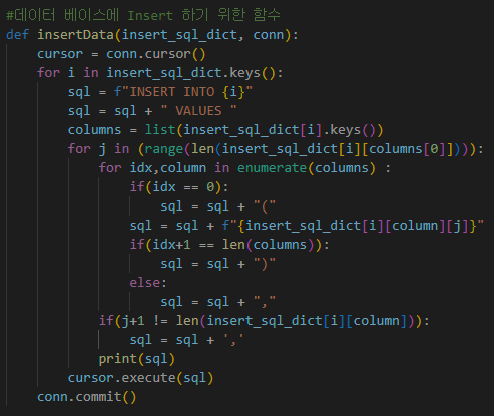 #데이터 베이스에 Insert 하기 위한 함수
def insertData(insert_sql_dict, conn):
    cursor = conn.cursor()
    for i in insert_sql_dict.keys():
        sql = f"INSERT INTO {i}"
        sql = sql + " VALUES "
        columns = list(insert_sql_dict[i].keys())
        for j in (range(len(insert_sql_dict[i][columns[0]]))):
            for idx,column in enumerate(columns) :
                if(idx == 0):
                    sql = sql + "("
                sql = sql + f"{insert_sql_dict[i][column][j]}"
                if(idx+1 == len(columns)):
                    sql = sql + ")"
                else:
                    sql = sql + ","
            if(j+1 != len(insert_sql_dict[i][column])):
                sql = sql + ','
            print(sql)
        cursor.execute(sql)
    conn.commit()